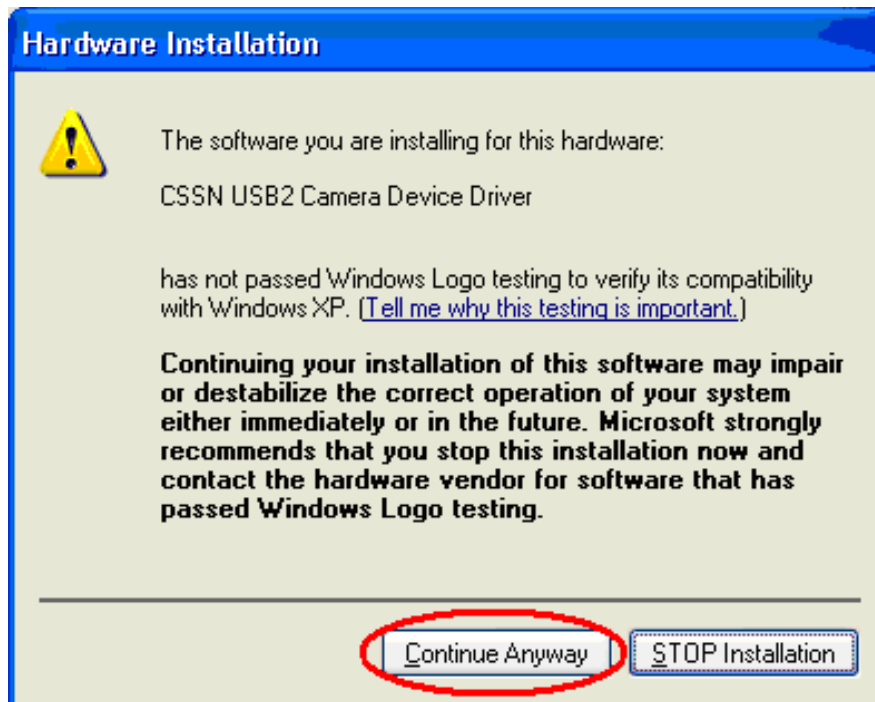 Hardware Installation
The software you are installing for this hardware:
CSSN USB2 Camera Device Driver
has not passed Windows Logo testing to verify its compatibility
with Windows XP. (Tell me why this testing is important.)
Continuing your installation of this software may impair
or destabilize the correct operation of your system
either immediately or in the future. Microsoft strongly
recommends that you stop this installation now and
contact the hardware vendor for software that has
passed Windows Logo testing.
Continue Anyway STOP Installation